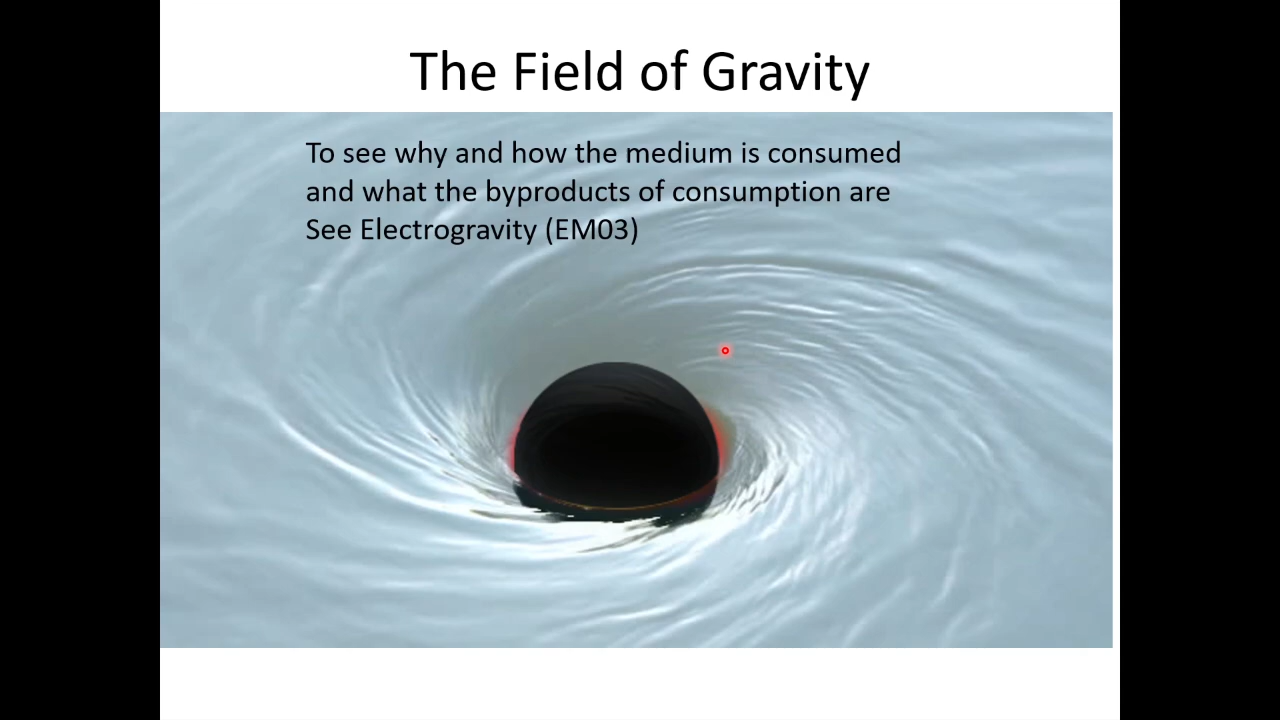 The Field of Gravity
To see why and how the medium is consumed
and what the byproducts of consumption are
See Electrogravity (EM03)